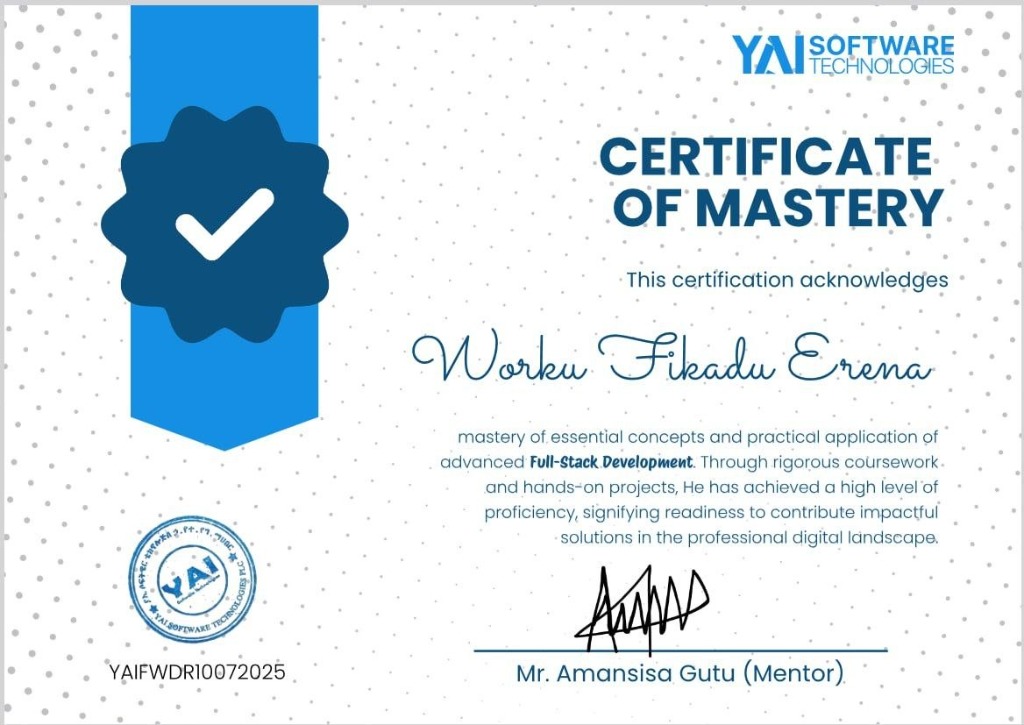 YAI SOFTWARE
TECHNOLOGIES
CERTIFICATE
OF MASTERY
This certification acknowledges
Worku Fikadu Erena
mastery of essential concepts and practical application of
advanced Full-Stack Development. Through rigorous coursework
and hands-on projects, He has achieved a high level of
proficiency, signifying readiness to contribute impactful
solutions in the professional digital landscape.
YAI
Software Technologies
YAI SOFTWARE TECHNOLOGIES PLC
YAIFWDR10072025
Mr. Amansisa Gutu (Mentor)